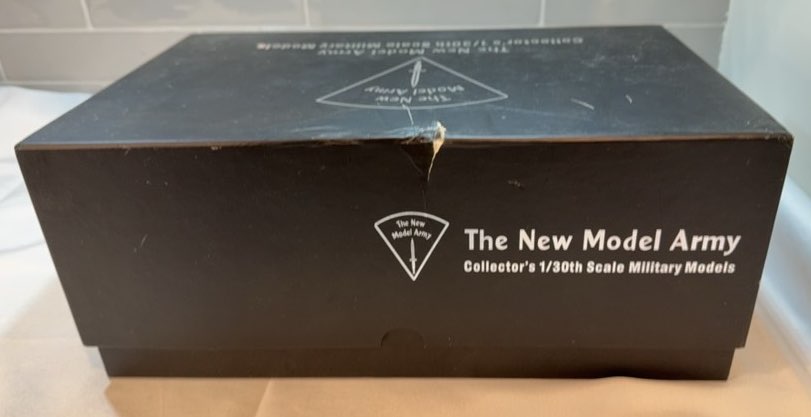 The New Model Army
Collector's 1/30th Scale Military Models
The New
Model Army
The New
Model Army
The New Model Army
Collector's 1/30th Scale Military Models